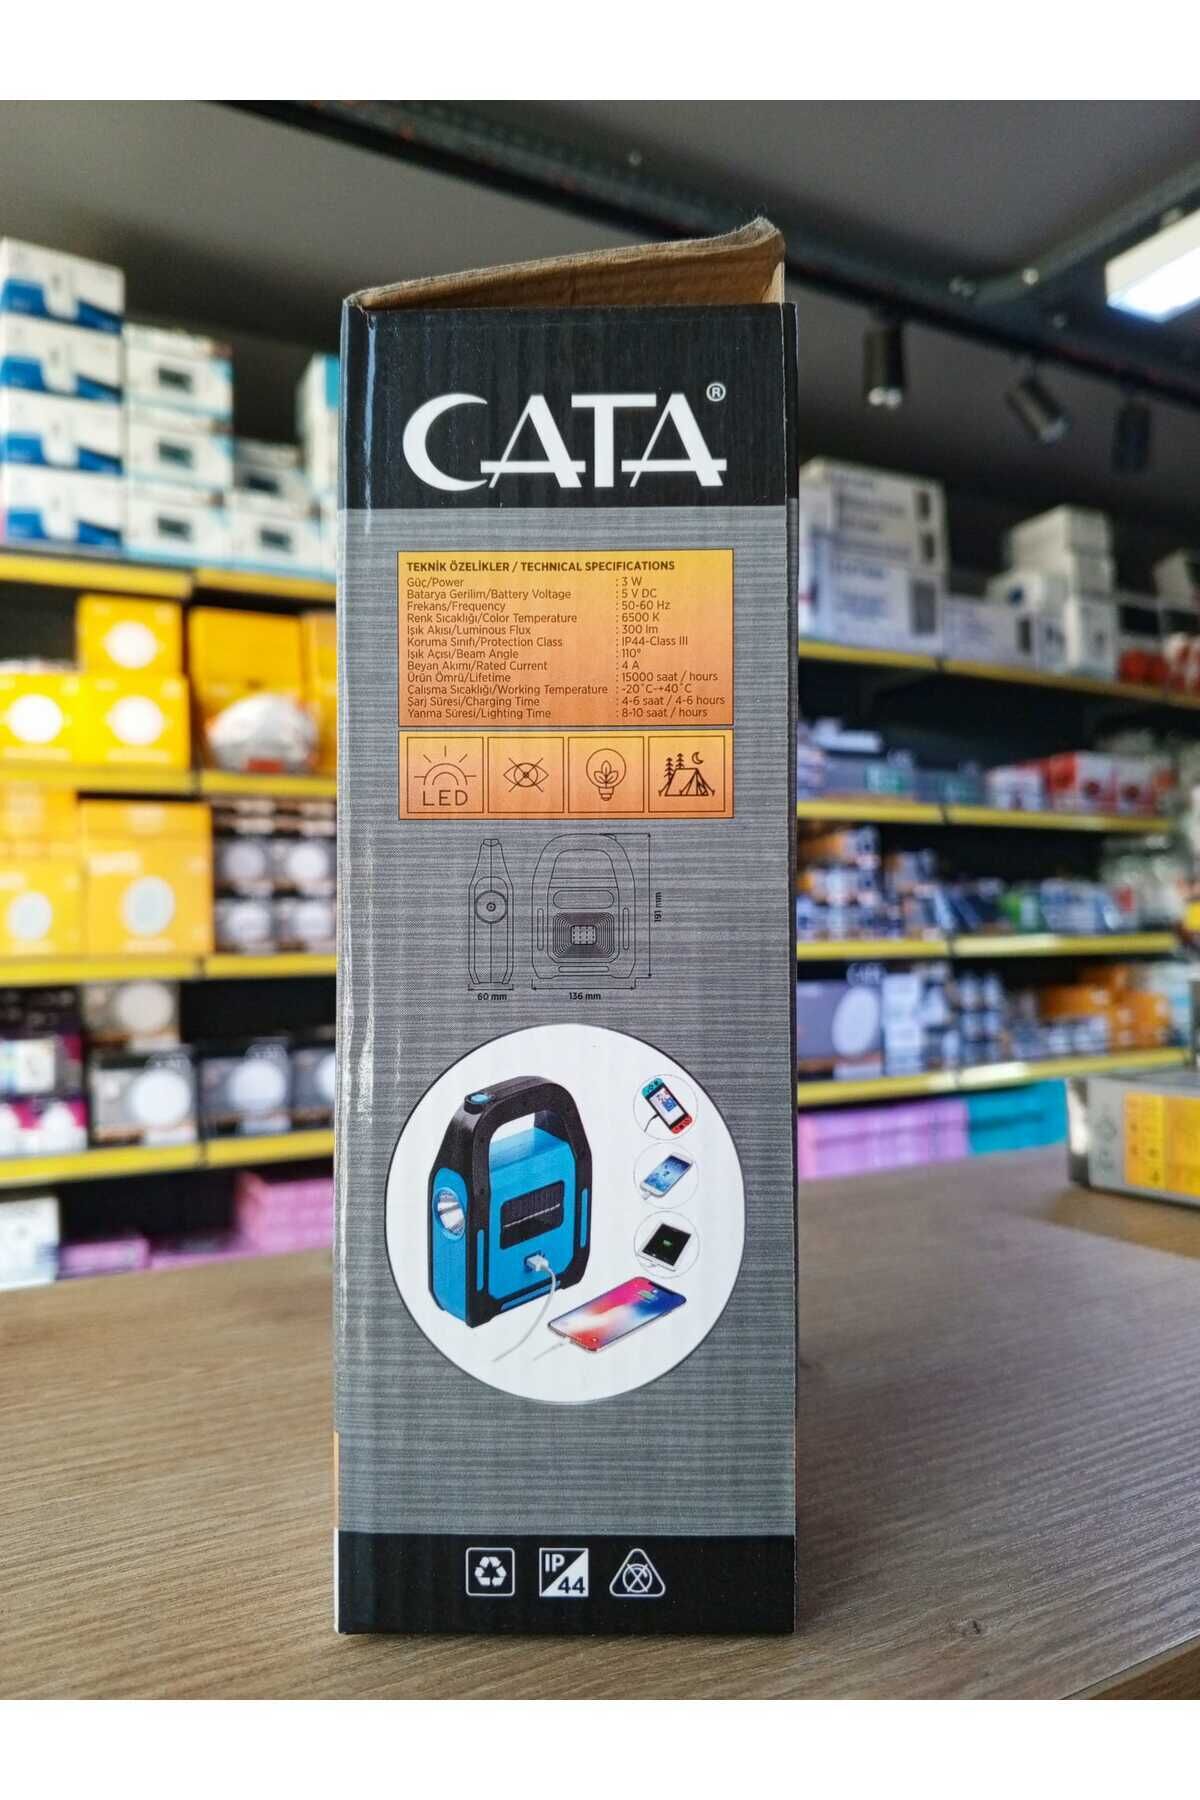 CATA®
TEKNİK ÖZELİKLER / TECHNICAL SPECIFICATIONS
Güç/Power : 3 W
Batarya Gerilim/Battery Voltage : 5 V DC
Frekans/Frequency : 50-60 Hz
Renk Sıcaklığı/Color Temperature : 6500 K
Işık Akısı/Luminous Flux : 300 lm
Koruma Sınıfı/Protection Class : IP44-Class III
Işık Açısı/Beam Angle : 110°
Beyan Akımı/Rated Current : 4 A
Ürün Ömrü/Lifetime : 15000 saat / hours
Çalışma Sıcaklığı/Working Temperature : -20˚C-+40˚C
Şarj Süresi/Charging Time : 4-6 saat / 4-6 hours
Yanma Süresi/Lighting Time : 8-10 saat / hours
LED
191 mm
60 mm
136 mm
IP
44